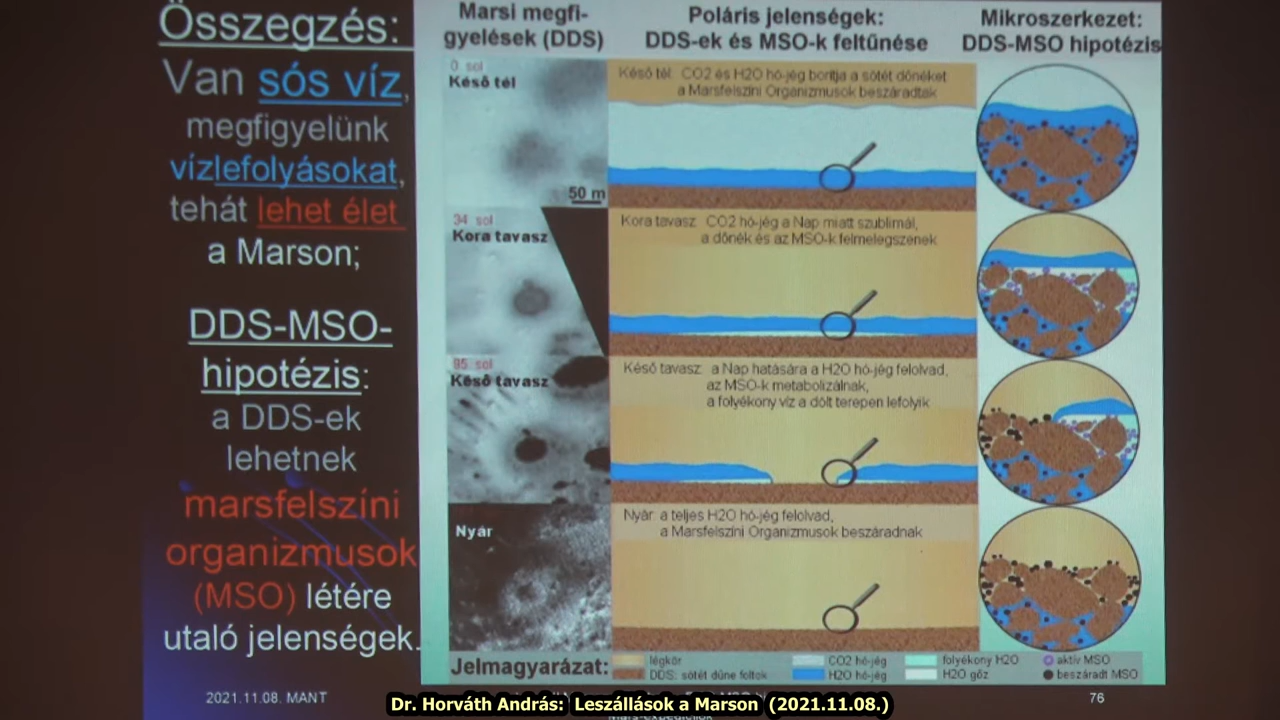 Összegzés:
Van sós víz,
megfigyelünk
vízlefolyásokat,
tehát lehet élet
a Marson;
DDS-MSO-
hipotézis:
a DDS-ek
lehetnek
marsfelszíni
organizmusok
(MSO) létére
utaló jelenségek.
Marsi megfi-
gyelések (DDS)
Poláris jelenségek:
DDS-ek és MSO-k feltűnése
Mikroszerkezet:
DDS-MSO hipotézis
0 sol
Késő tél
50 m
Késő tél: CO2 és H2O hó-jég borítja a sötét dűnéket
a Marsfelszíni Organizmusok beszáradtak
34 sol
Kora tavasz
Kora tavasz: CO2 hó-jég a Nap miatt szublimál,
a dűnék és az MSO-k felmelegszenek
95 sol
Késő tavasz
Késő tavasz: a Nap hatására a H2O hó-jég felolvad,
az MSO-k metabolizálnak,
a folyékony víz a dőlt terepen lefolyik
Nyár
Nyár: a teljes H2O hó-jég felolvad,
a Marsfelszíni Organizmusok beszáradnak
Jelmagyarázat:
légkör
DDS: sötét dűne foltok
CO2 hó-jég
H2O hó-jég
folyékony H2O
H2O gőz
aktív MSO
beszáradt MSO
2021.11.08. MANT
76
Dr. Horváth András: Leszállások a Marson (2021.11.08.)